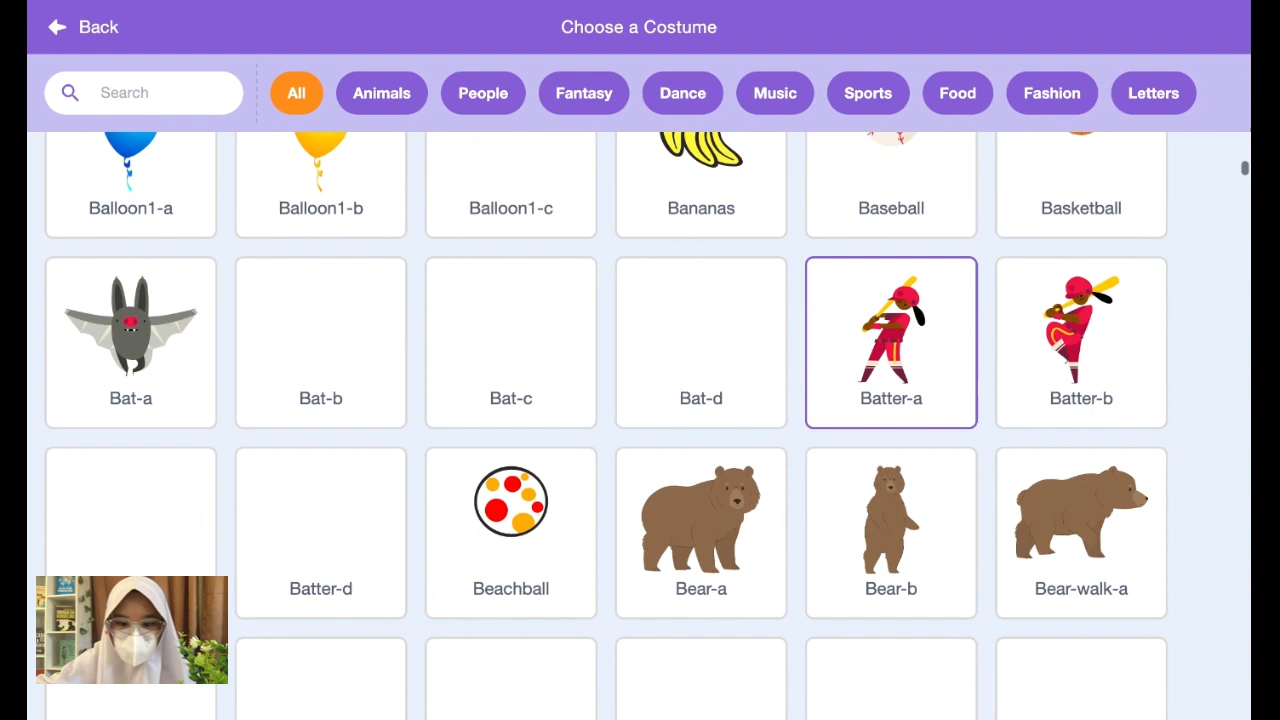 Back
Choose a Costume
Search
All
Animals
People
Fantasy
Dance
Music
Sports
Food
Fashion
Letters
Balloon1-a
Balloon1-b
Balloon1-c
Bananas
Baseball
Basketball
Bat-a
Bat-b
Bat-c
Bat-d
Batter-a
Batter-b
Batter-d
Beachball
Bear-a
Bear-b
Bear-walk-a